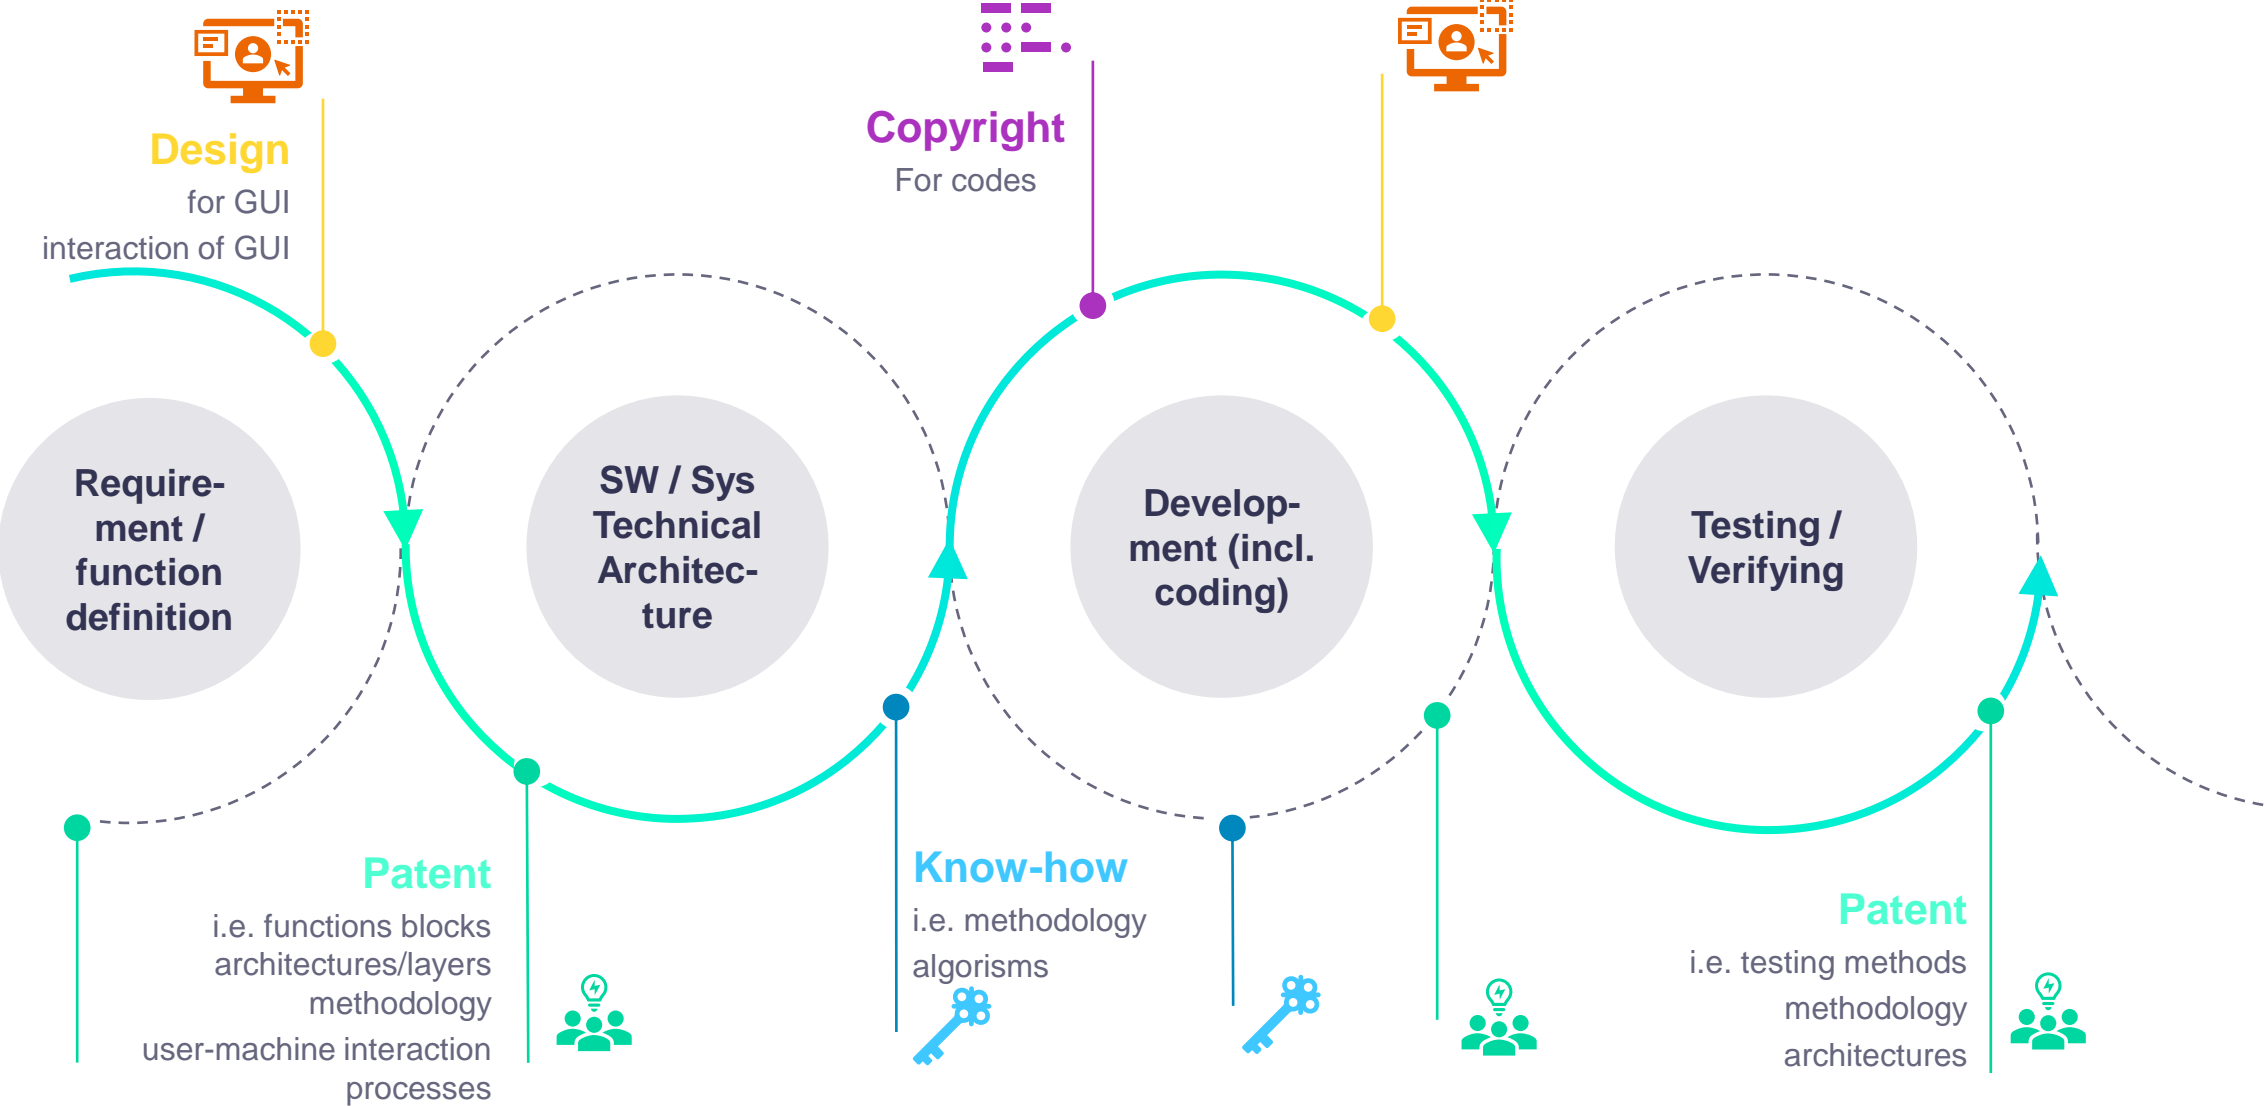 Design
for GUI
interaction of GUI
Copyright
For codes
Require-
ment /
function
definition
SW / Sys
Technical
Architec-
ture
Develop-
ment (incl.
coding)
Testing /
Verifying
Patent
i.e. functions blocks
architectures/layers
methodology
user-machine interaction
processes
Know-how
i.e. methodology
algorisms
Patent
i.e. testing methods
methodology
architectures